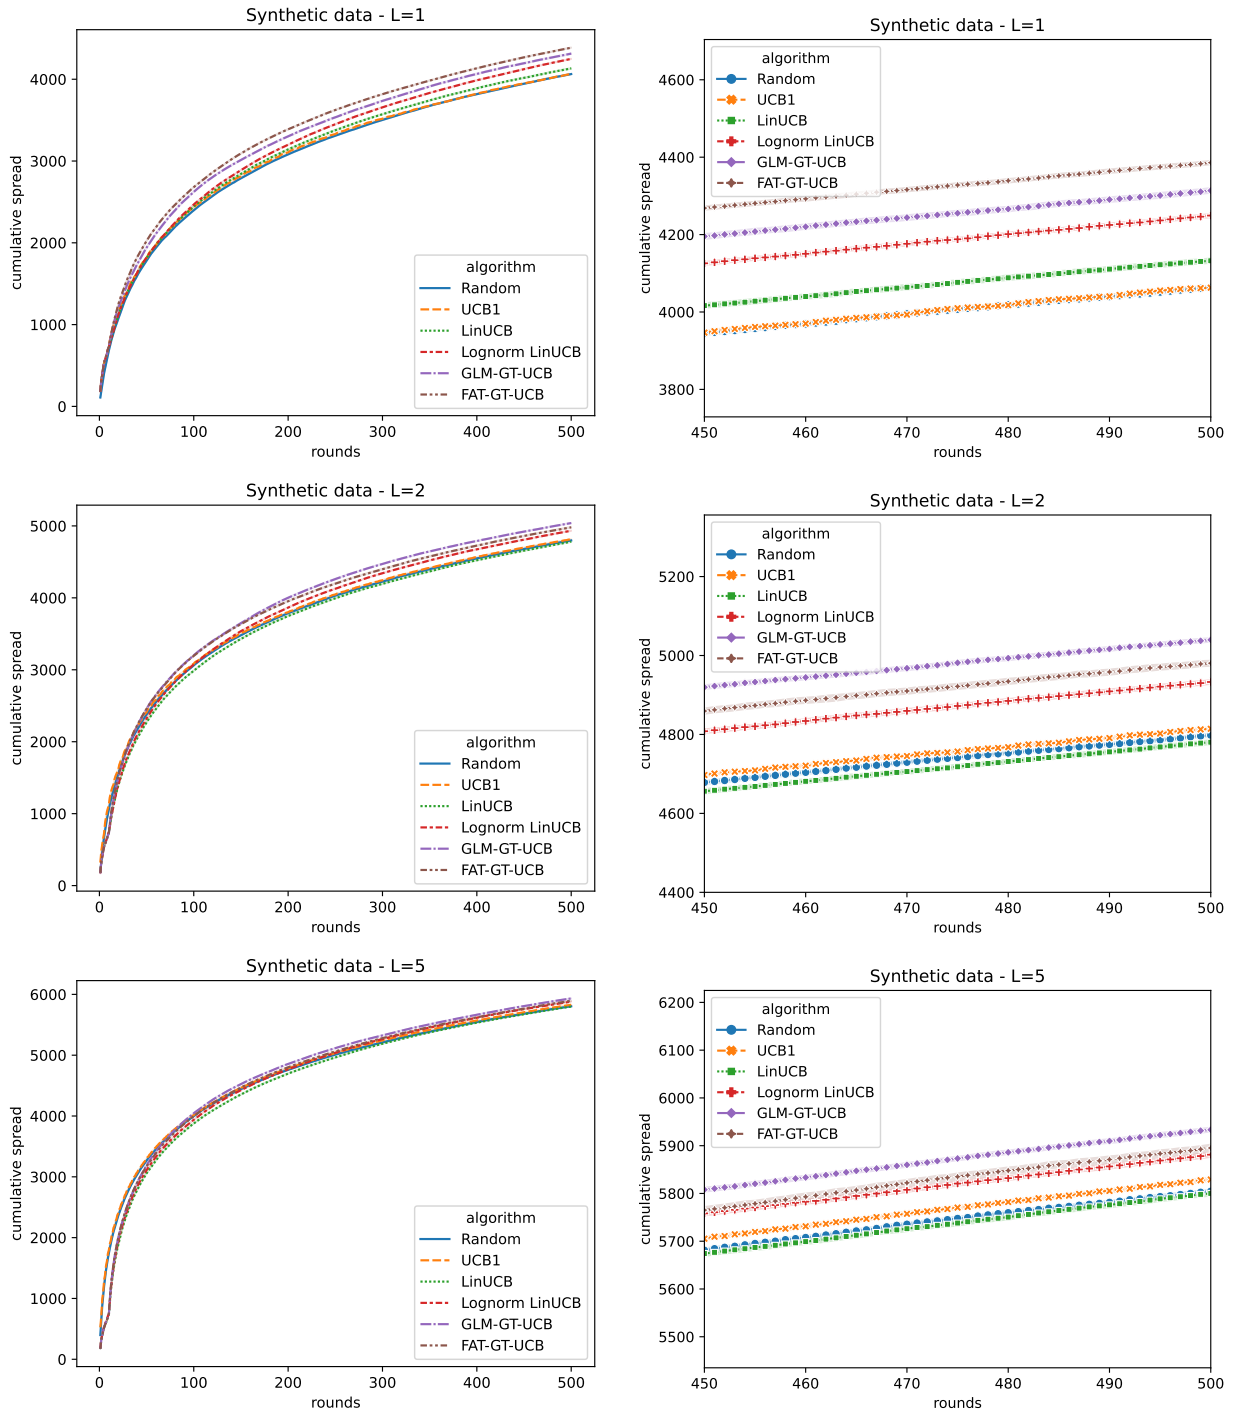 Synthetic data - L=1
cumulative spread
4000
3000
2000
1000
0
algorithm
Random
UCB1
LinUCB
Lognorm LinUCB
GLM-GT-UCB
FAT-GT-UCB
0 100 200 300 400 500
rounds
Synthetic data - L=1
cumulative spread
4600
4400
4200
4000
3800
algorithm
Random
UCB1
LinUCB
Lognorm LinUCB
GLM-GT-UCB
FAT-GT-UCB
450 460 470 480 490 500
rounds
Synthetic data - L=2
cumulative spread
5000
4000
3000
2000
1000
0
algorithm
Random
UCB1
LinUCB
Lognorm LinUCB
GLM-GT-UCB
FAT-GT-UCB
0 100 200 300 400 500
rounds
Synthetic data - L=2
cumulative spread
5200
5000
4800
4600
4400
algorithm
Random
UCB1
LinUCB
Lognorm LinUCB
GLM-GT-UCB
FAT-GT-UCB
450 460 470 480 490 500
rounds
Synthetic data - L=5
cumulative spread
6000
5000
4000
3000
2000
1000
0
algorithm
Random
UCB1
LinUCB
Lognorm LinUCB
GLM-GT-UCB
FAT-GT-UCB
0 100 200 300 400 500
rounds
Synthetic data - L=5
cumulative spread
6200
6100
6000
5900
5800
5700
5600
5500
algorithm
Random
UCB1
LinUCB
Lognorm LinUCB
GLM-GT-UCB
FAT-GT-UCB
450 460 470 480 490 500
rounds